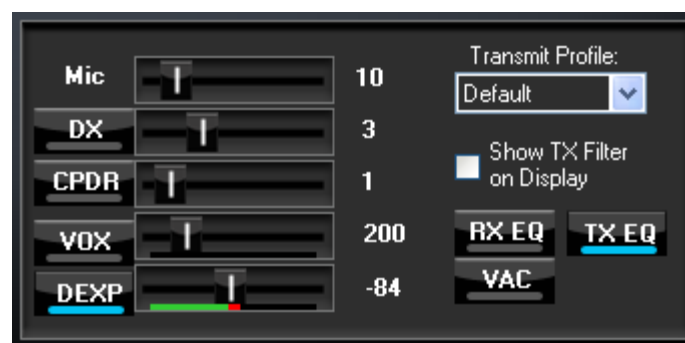 Mic 10
DX 3
CPDR 1
VOX 200
DEXP -84
Transmit Profile:
Default
Show TX Filter
on Display
RX EQ TX EQ
VAC